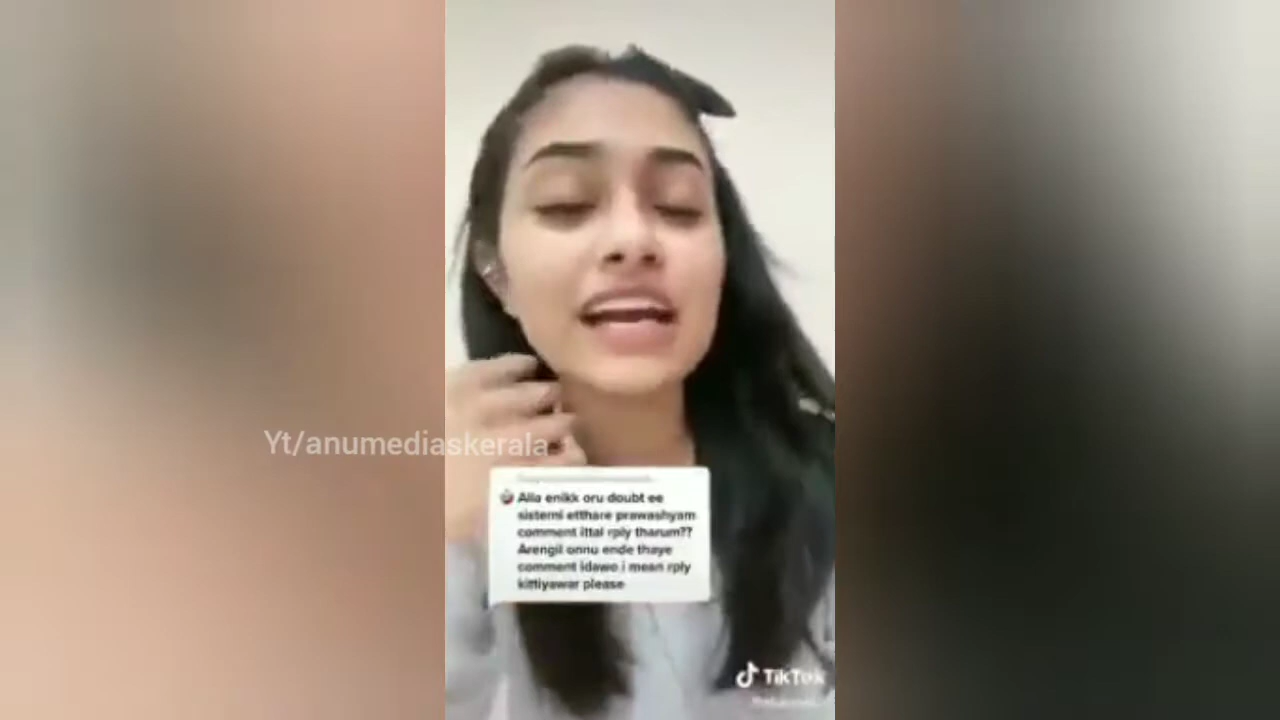 Yt/anumediaskerala
Alla enikk oru doubt ee
sistemi etthare prawashyam
comment ittal rply tharum??
Arengil onnu ende thaye
comment idawo i mean rply
kittiyawar please
TikTok